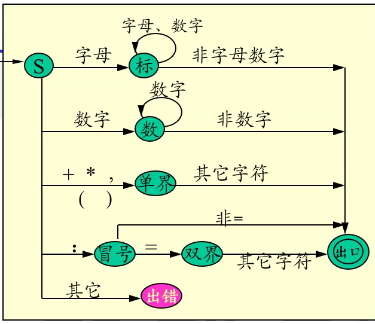 字母、数字
S 字母 标 非字母数字
数字
数字 数 非数字
+ * , 单界 其它字符
( )
非=
: 冒号 = 双界 其它字符 出口
其它 出错